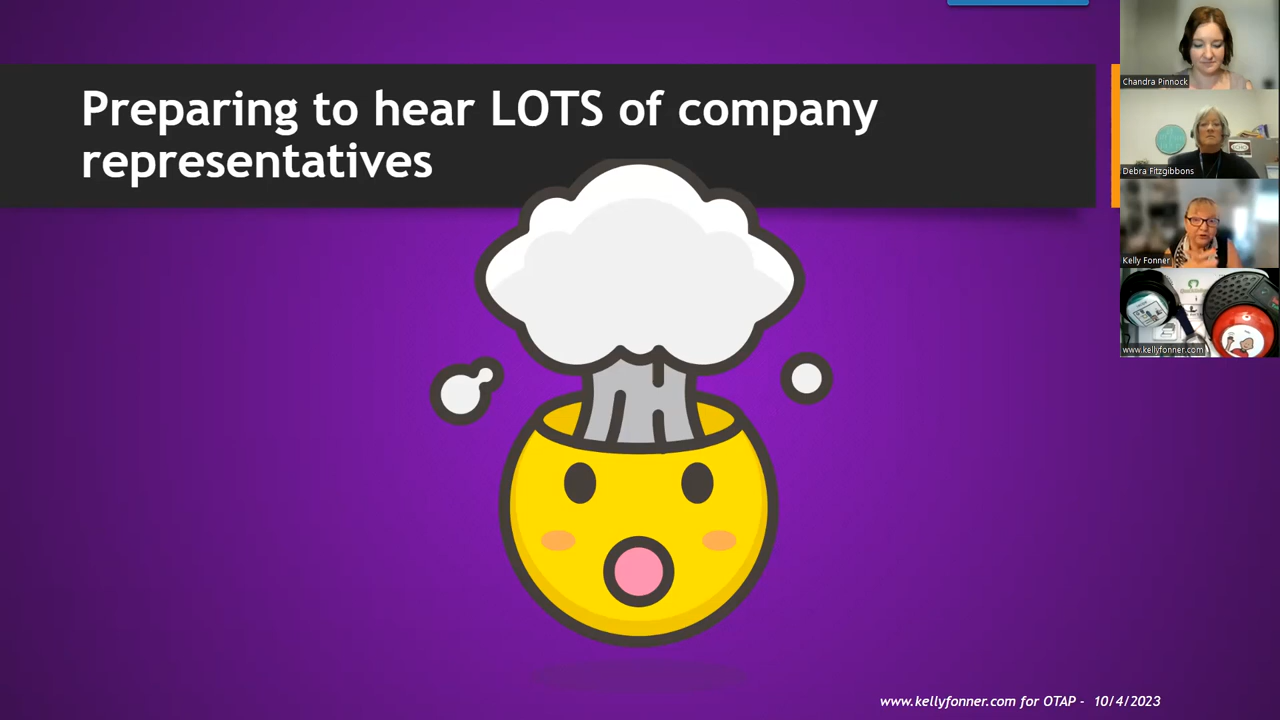 Preparing to hear LOTS of company
representatives
Chandra Pinnock
Debra Fitzgibbons
Kelly Fonner
www.kellyfonner.com
www.kellyfonner.com for OTAP - 10/4/2023